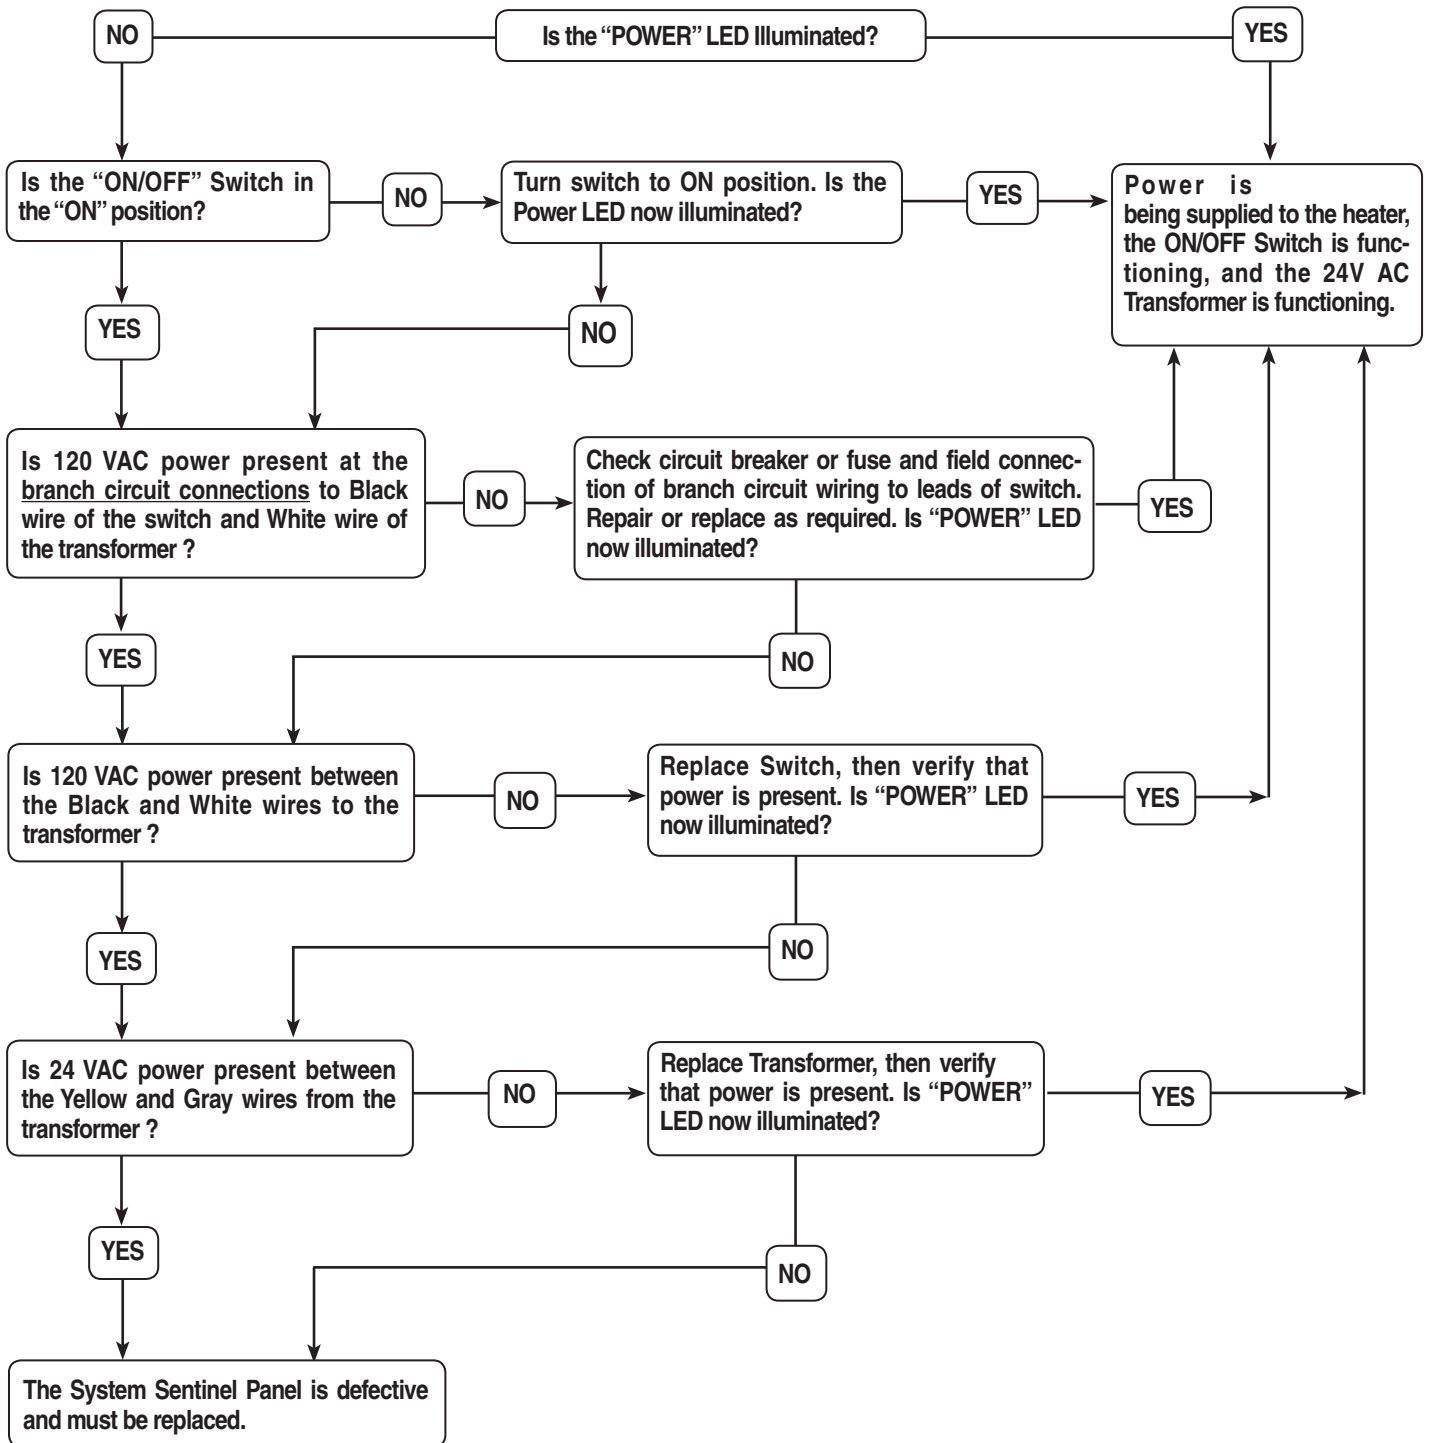 NO
Is the “POWER” LED Illuminated?
YES
Is the “ON/OFF” Switch in
the “ON” position?
NO
Turn switch to ON position. Is the
Power LED now illuminated?
YES
Power is
being supplied to the heater,
the ON/OFF Switch is func-
tioning, and the 24V AC
Transformer is functioning.
YES
NO
Is 120 VAC power present at the
branch circuit connections to Black
wire of the switch and White wire of
the transformer ?
NO
Check circuit breaker or fuse and field connec-
tion of branch circuit wiring to leads of switch.
Repair or replace as required. Is “POWER” LED
now illuminated?
YES
YES
NO
Is 120 VAC power present between
the Black and White wires to the
transformer ?
NO
Replace Switch, then verify that
power is present. Is “POWER” LED
now illuminated?
YES
YES
NO
Is 24 VAC power present between
the Yellow and Gray wires from the
transformer ?
NO
Replace Transformer, then verify
that power is present. Is “POWER”
LED now illuminated?
YES
YES
NO
The System Sentinel Panel is defective
and must be replaced.